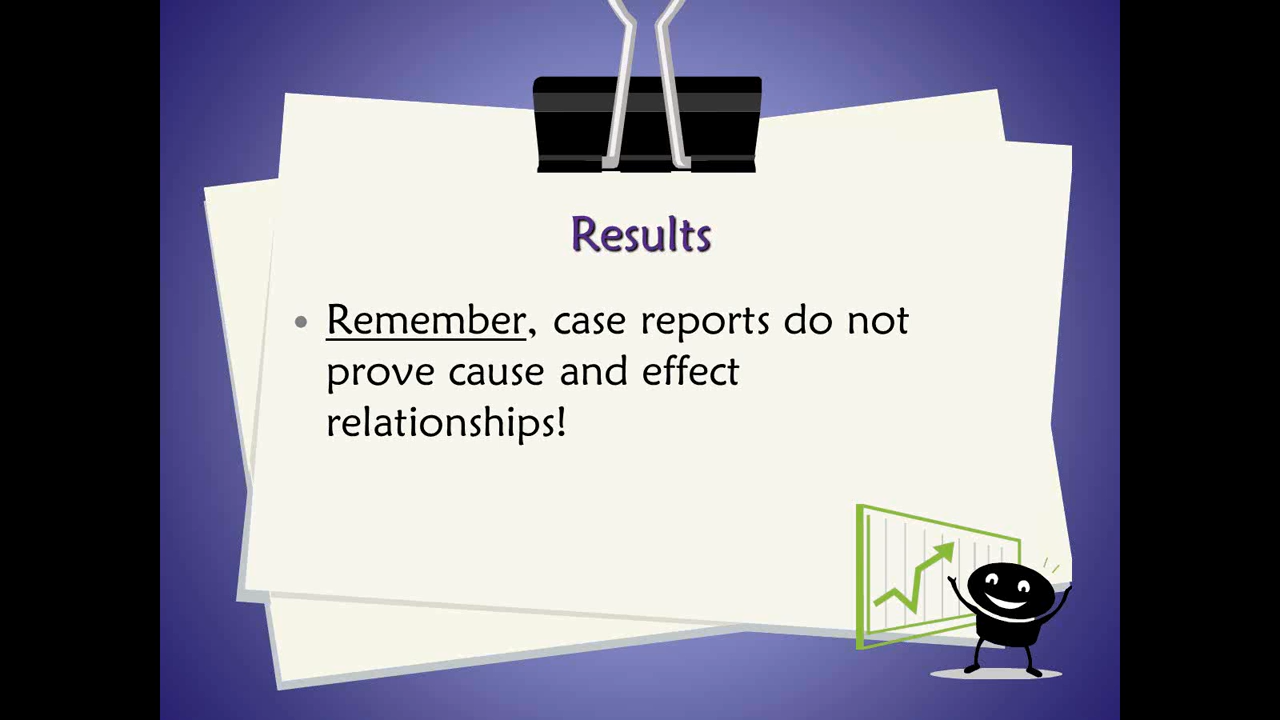 Results
• Remember, case reports do not
prove cause and effect
relationships!